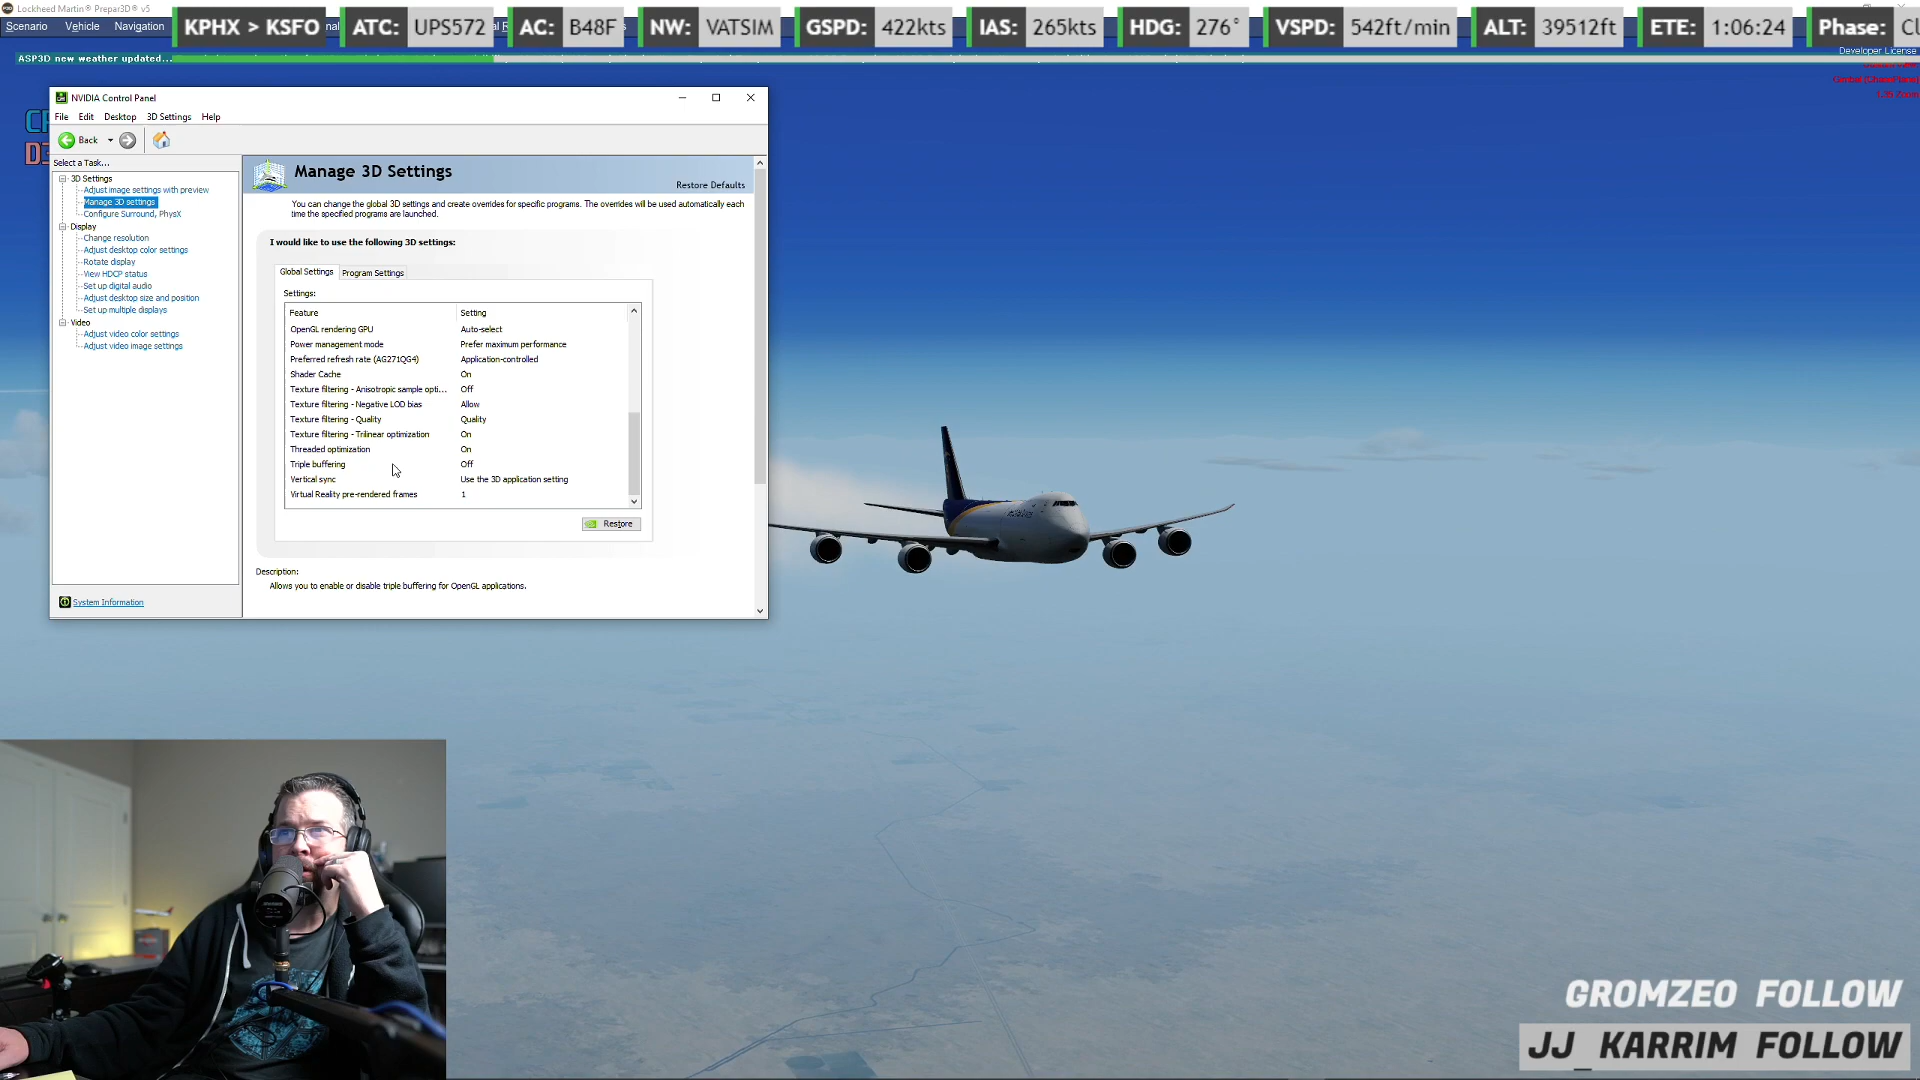 Lockheed Martin® Prepar3D® v5
Scenario Vehicle Navigation
KPHX > KSFO ATC: UPS572 AC: B48F NW: VATSIM GSPD: 422kts IAS: 265kts HDG: 276° VSPD: 542ft/min ALT: 39512ft ETE: 1:06:24 Phase:
Developer License
ASP3D new weather updated...
NVIDIA Control Panel
File Edit Desktop 3D Settings Help
Back
Select a Task...
3D Settings
Adjust image settings with preview
Manage 3D settings
Configure Surround, PhysX
Display
Change resolution
Adjust desktop color settings
Rotate display
View HDCP status
Set up digital audio
Adjust desktop size and position
Set up multiple displays
Video
Adjust video color settings
Adjust video image settings
System Information
Manage 3D Settings
Restore Defaults
You can change the global 3D settings and create overrides for specific programs. The overrides will be used automatically each
time the specified programs are launched.
I would like to use the following 3D settings:
Global Settings Program Settings
Settings:
Feature Setting
OpenGL rendering GPU Auto-select
Power management mode Prefer maximum performance
Preferred refresh rate (AG271QG4) Application-controlled
Shader Cache On
Texture filtering - Anisotropic sample opti... Off
Texture filtering - Negative LOD bias Allow
Texture filtering - Quality Quality
Texture filtering - Trilinear optimization On
Threaded optimization On
Triple buffering Off
Vertical sync Use the 3D application setting
Virtual Reality pre-rendered frames 1
Restore
Description:
Allows you to enable or disable triple buffering for OpenGL applications.
GROMZEO FOLLOW
JJ_KARRIM FOLLOW